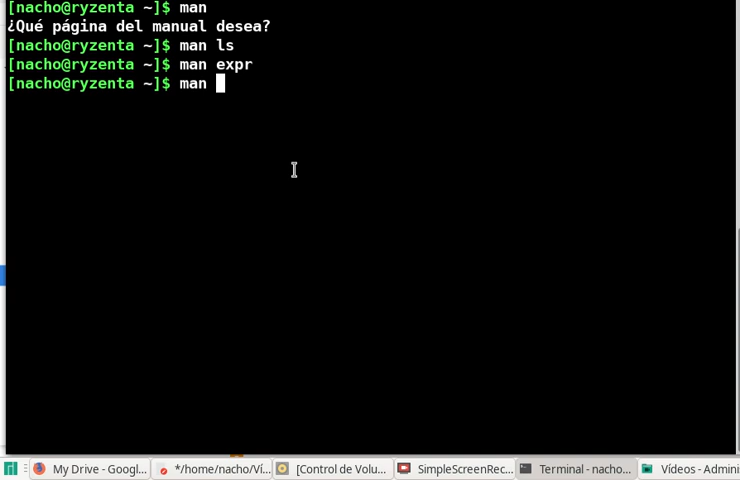 [nacho@ryzenta ~]$ man
¿Qué página del manual desea?
[nacho@ryzenta ~]$ man ls
[nacho@ryzenta ~]$ man expr
[nacho@ryzenta ~]$ man
My Drive - Googl... */home/nacho/Ví... [Control de Volu... SimpleScreenRec... Terminal - nacho... Vídeos - Admini